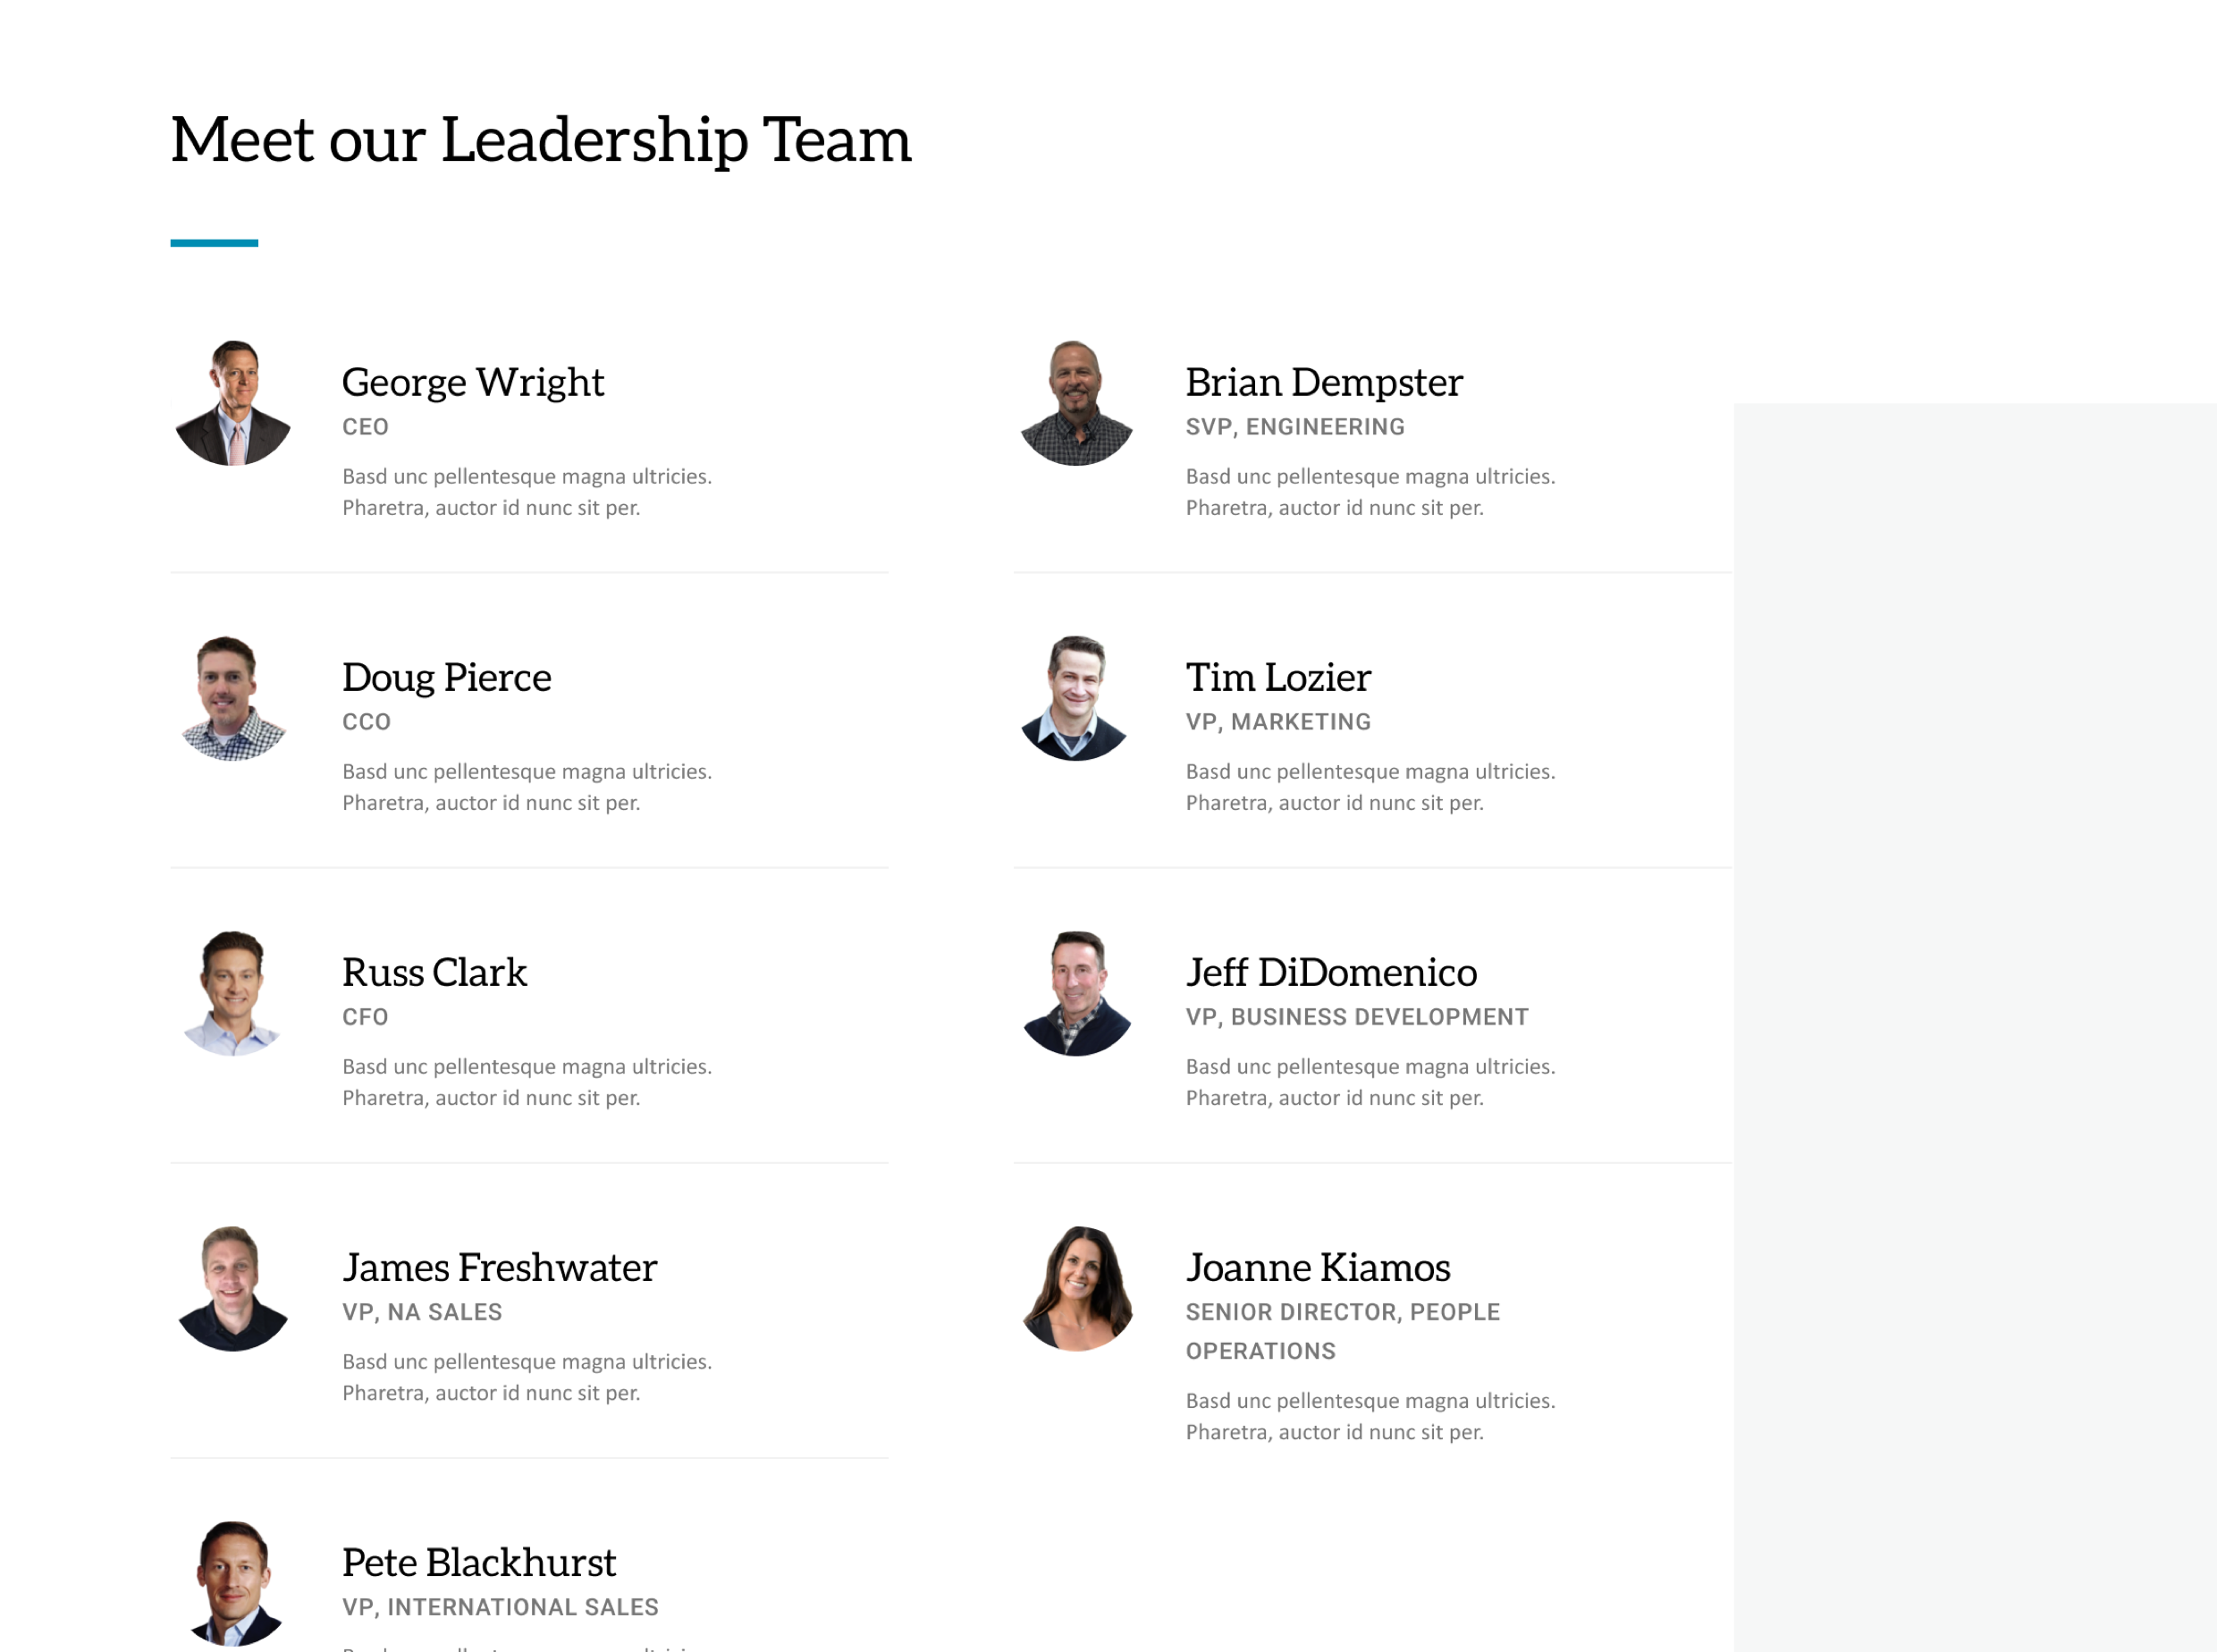 Meet our Leadership Team
George Wright
CEO
Basd unc pellentesque magna ultricies.
Pharetra, auctor id nunc sit per.
Brian Dempster
SVP, ENGINEERING
Basd unc pellentesque magna ultricies.
Pharetra, auctor id nunc sit per.
Doug Pierce
CCO
Basd unc pellentesque magna ultricies.
Pharetra, auctor id nunc sit per.
Tim Lozier
VP, MARKETING
Basd unc pellentesque magna ultricies.
Pharetra, auctor id nunc sit per.
Russ Clark
CFO
Basd unc pellentesque magna ultricies.
Pharetra, auctor id nunc sit per.
Jeff DiDomenico
VP, BUSINESS DEVELOPMENT
Basd unc pellentesque magna ultricies.
Pharetra, auctor id nunc sit per.
James Freshwater
VP, NA SALES
Basd unc pellentesque magna ultricies.
Pharetra, auctor id nunc sit per.
Joanne Kiamos
SENIOR DIRECTOR, PEOPLE
OPERATIONS
Basd unc pellentesque magna ultricies.
Pharetra, auctor id nunc sit per.
Pete Blackhurst
VP, INTERNATIONAL SALES